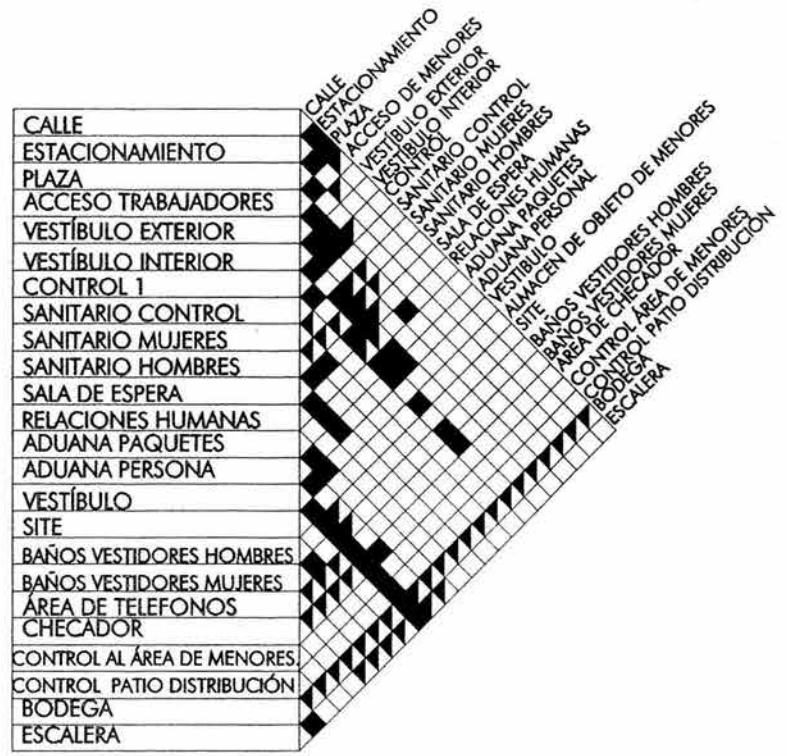 CALLE
ESTACIONAMIENTO
PLAZA
ACCESO DE MENORES
VESTÍBULO EXTERIOR
VESTÍBULO INTERIOR
CONTROL
SANITARIO CONTROL
SANITARIO MUJERES
SANITARIO HOMBRES
SALA DE ESPERA
RELACIONES HUMANAS
ADUANA PAQUETES
ADUANA PERSONAL
VESTIBULO
ALMACEN DE OBJETO DE MENORES
SITE
BAÑOS VESTIDORES HOMBRES
BAÑOS VESTIDORES MUJERES
ÁREA DE CHECADOR
CONTROL ÁREA DE MENORES
CONTROL PATIO DISTRIBUCIÓN
BODEGA
ESCALERA
CALLE
ESTACIONAMIENTO
PLAZA
ACCESO TRABAJADORES
VESTÍBULO EXTERIOR
VESTÍBULO INTERIOR
CONTROL 1
SANITARIO CONTROL
SANITARIO MUJERES
SANITARIO HOMBRES
SALA DE ESPERA
RELACIONES HUMANAS
ADUANA PAQUETES
ADUANA PERSONA
VESTÍBULO
SITE
BAÑOS VESTIDORES HOMBRES
BAÑOS VESTIDORES MUJERES
ÁREA DE TELEFONOS
CHECADOR
CONTROL AL ÁREA DE MENORES.
CONTROL PATIO DISTRIBUCIÓN
BODEGA
ESCALERA